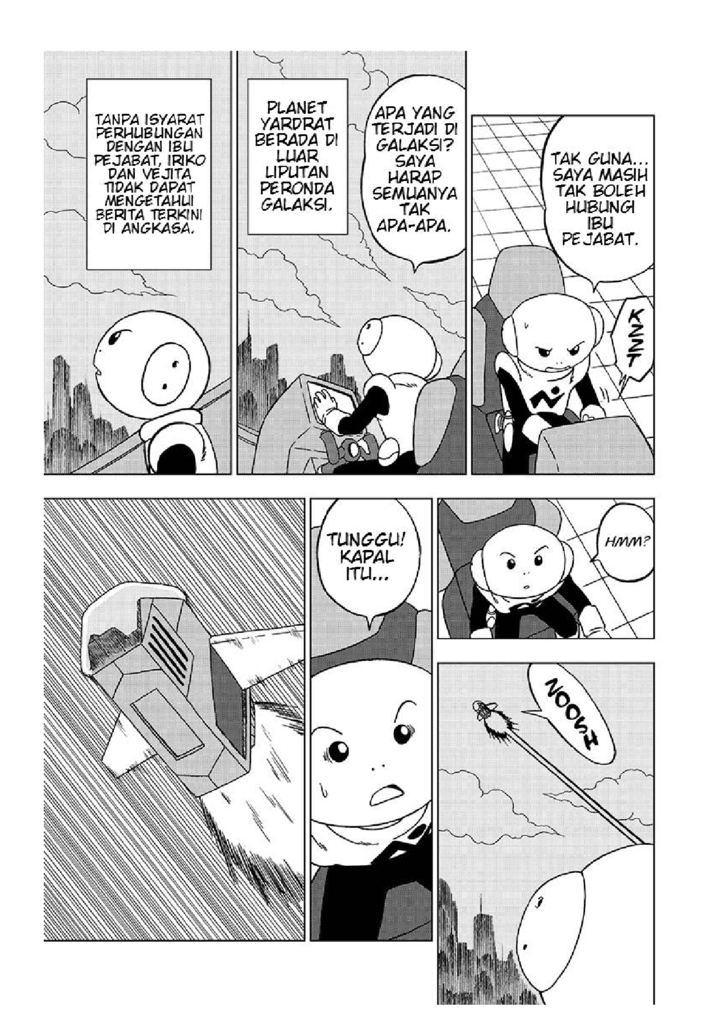 TAK GUNA...
SAYA MASIH
TAK BOLEH
HUBUNGI
IBU
PEJABAT.
KZZT
APA YANG
TERJADI DI
GALAKSI?
SAYA
HARAP
SEMUANYA
TAK
APA-APA.
PLANET
YARDRAT
BERADA DI
LUAR
LIPUTAN
PERONDA
GALAKSI.
TANPA ISYARAT
PERHUBUNGAN
DENGAN IBU
PEJABAT, IRIKO
DAN VEJITA
TIDAK DAPAT
MENGETAHUI
BERITA TERKINI
DI ANGKASA.
HMM?
NOOSH
TUNGGU!
KAPAL
ITU...